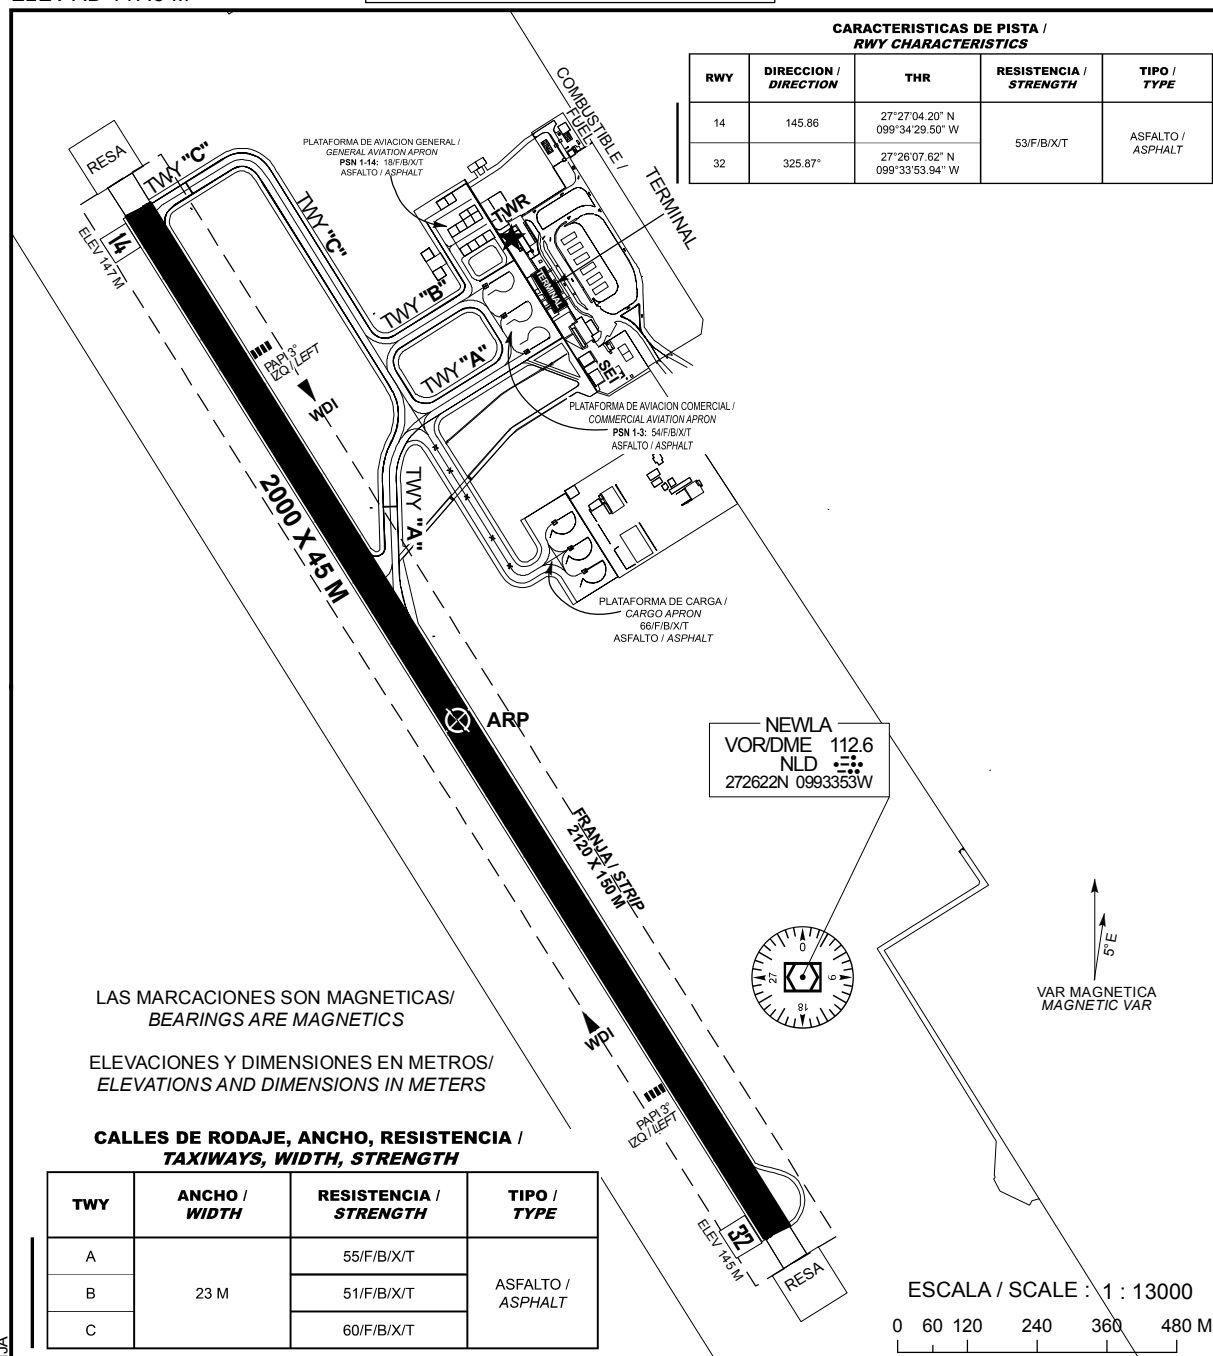 CARACTERISTICAS DE PISTA /
RWY CHARACTERISTICS
RWY
DIRECCION /
DIRECTION
THR
RESISTENCIA /
STRENGTH
TIPO /
TYPE
14
145.86
27°27'04.20" N
099°34'29.50" W
53/F/B/X/T
ASFALTO /
ASPHALT
32
325.87°
27°26'07.62" N
099°33'53.94" W
COMBUSTIBLE /
FUEL
TERMINAL
PLATAFORMA DE AVIACION GENERAL /
GENERAL AVIATION APRON
PSN 1-14: 18/F/B/X/T
ASFALTO / ASPHALT
RESA
TWY "C"
TWY "C"
TWR
TERMINAL
14
ELEV 147 M
TWY "B"
TWY "A"
SEI
PAPI 3°
IZQ / LEFT
WDI
PLATAFORMA DE AVIACION COMERCIAL /
COMMERCIAL AVIATION APRON
PSN 1-3: 54/F/B/X/T
ASFALTO / ASPHALT
TWY "A"
2000 X 45 M
PLATAFORMA DE CARGA /
CARGO APRON
66/F/B/X/T
ASFALTO / ASPHALT
ARP
NEWLA
VOR/DME 112.6
NLD
272622N 0993353W
FRANJA / STRIP
2120 X 150 M
0
9
18
27
5° E
VAR MAGNETICA
MAGNETIC VAR
LAS MARCACIONES SON MAGNETICAS/
BEARINGS ARE MAGNETICS
ELEVACIONES Y DIMENSIONES EN METROS/
ELEVATIONS AND DIMENSIONS IN METERS
WDI
PAPI 3°
IZQ / LEFT
32
ELEV 145 M
RESA
CALLES DE RODAJE, ANCHO, RESISTENCIA /
TAXIWAYS, WIDTH, STRENGTH
TWY
ANCHO /
WIDTH
RESISTENCIA /
STRENGTH
TIPO /
TYPE
A
23 M
55/F/B/X/T
ASFALTO /
ASPHALT
B
51/F/B/X/T
C
60/F/B/X/T
ESCALA / SCALE : 1 : 13000
0 60 120 240 360 480 M